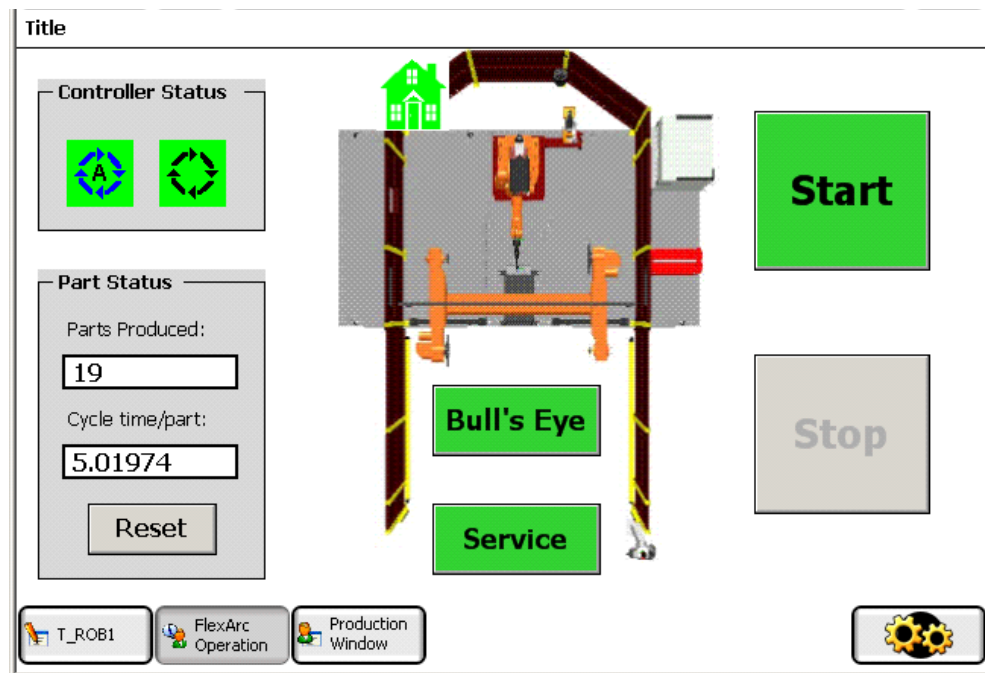 Title
Controller Status
A
Part Status
Parts Produced:
19
Cycle time/part:
5.01974
Reset
Bull's Eye
Service
Start
Stop
T_ROB1
FlexArc
Operation
Production
Window